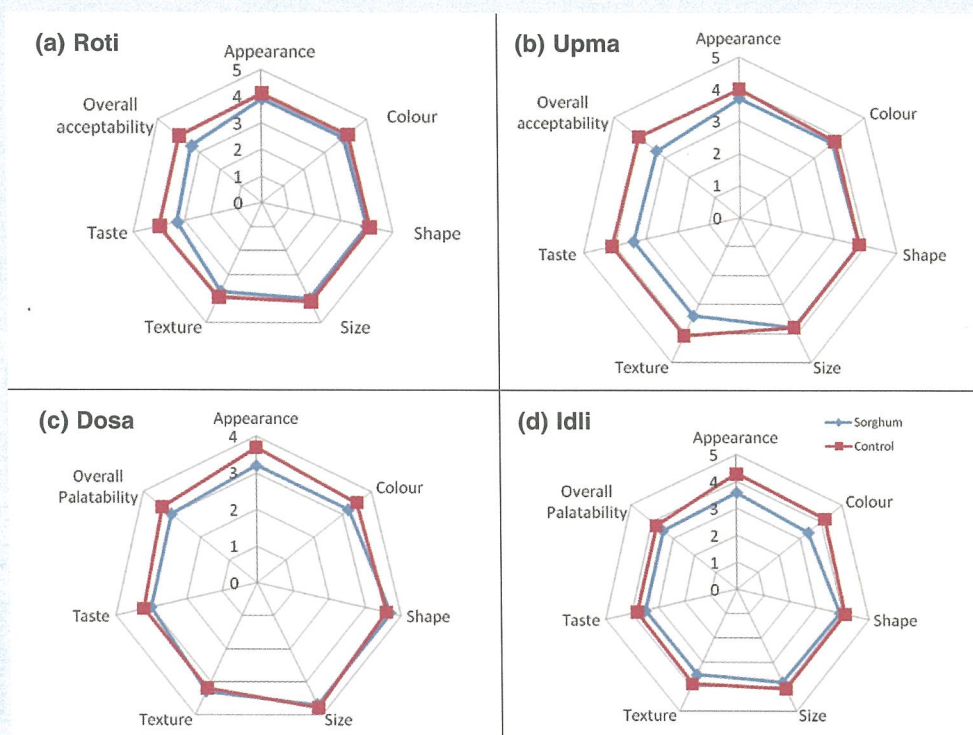 (a) Roti
Appearance
5
4
3
2
1
0
Colour
Shape
Size
Texture
Taste
Overall
acceptability
(b) Upma
Appearance
5
4
3
2
1
0
Colour
Shape
Size
Texture
Taste
Overall
acceptability
(c) Dosa
Appearance
4
3
2
1
0
Colour
Shape
Size
Texture
Taste
Overall
Palatability
(d) Idli
Sorghum
Control
Appearance
5
4
3
2
1
0
Colour
Shape
Size
Texture
Taste
Overall
Palatability